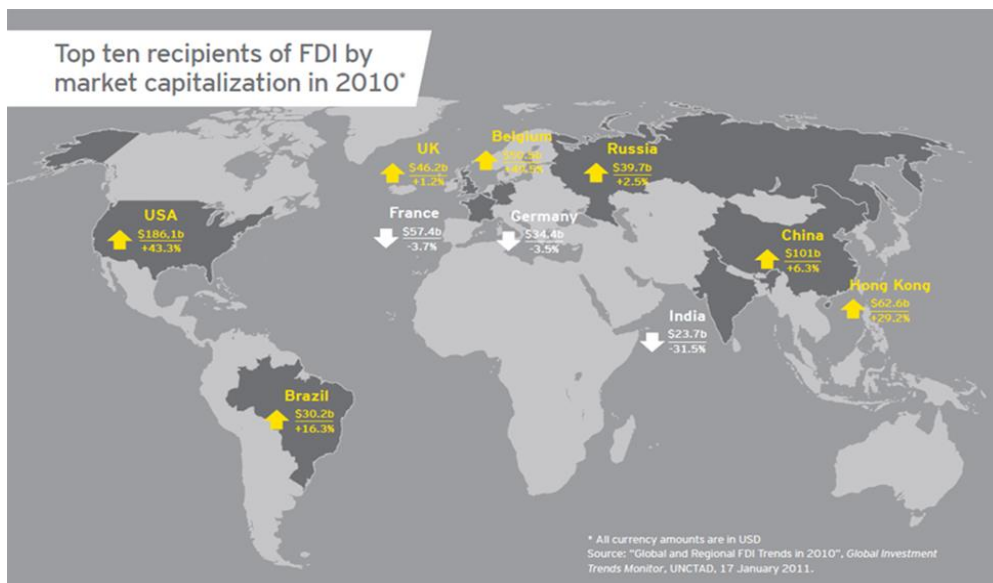 Top ten recipients of FDI by
market capitalization in 2010*
UK
$46.2b
+1.2%
Belgium
Russia
$39.7b
+2.5%
USA
$186,1b
+43.3%
France
$57.4b
-3.7%
Germany
$34.4b
-3.5%
China
$101b
+6.3%
Hong Kong
$62.6b
+29.2%
India
$23.7b
-31.5%
Brazil
$30.2b
+16.3%
* All currency amounts are in USD
Source: "Global and Regional FDI Trends in 2010", Global Investment
Trends Monitor, UNCTAD, 17 January 2011.